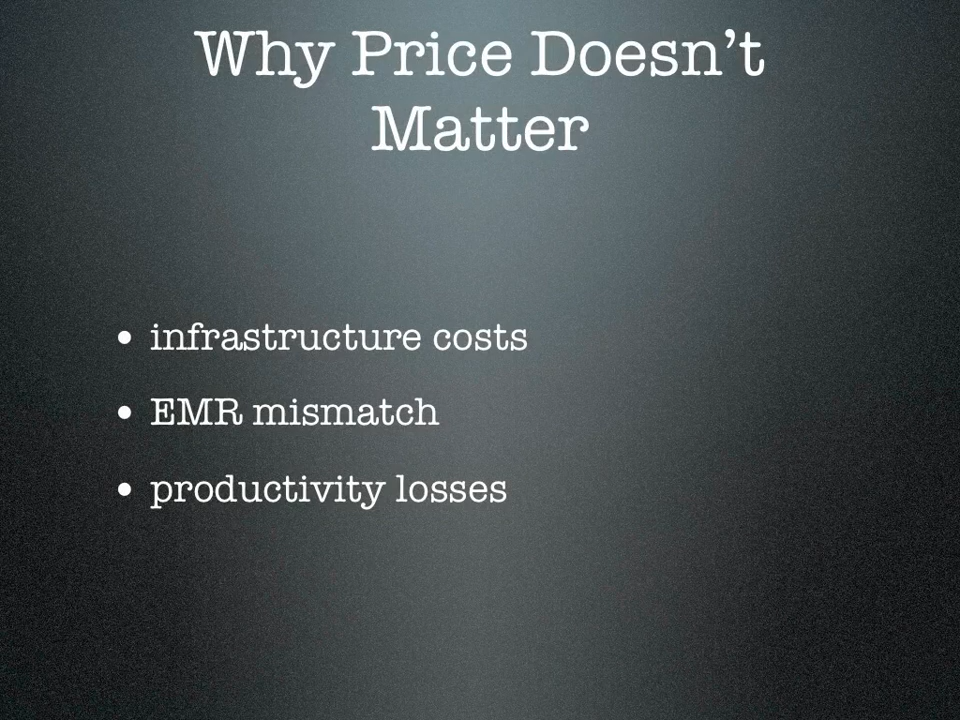 Why Price Doesn’t
Matter
• infrastructure costs
• EMR mismatch
• productivity losses